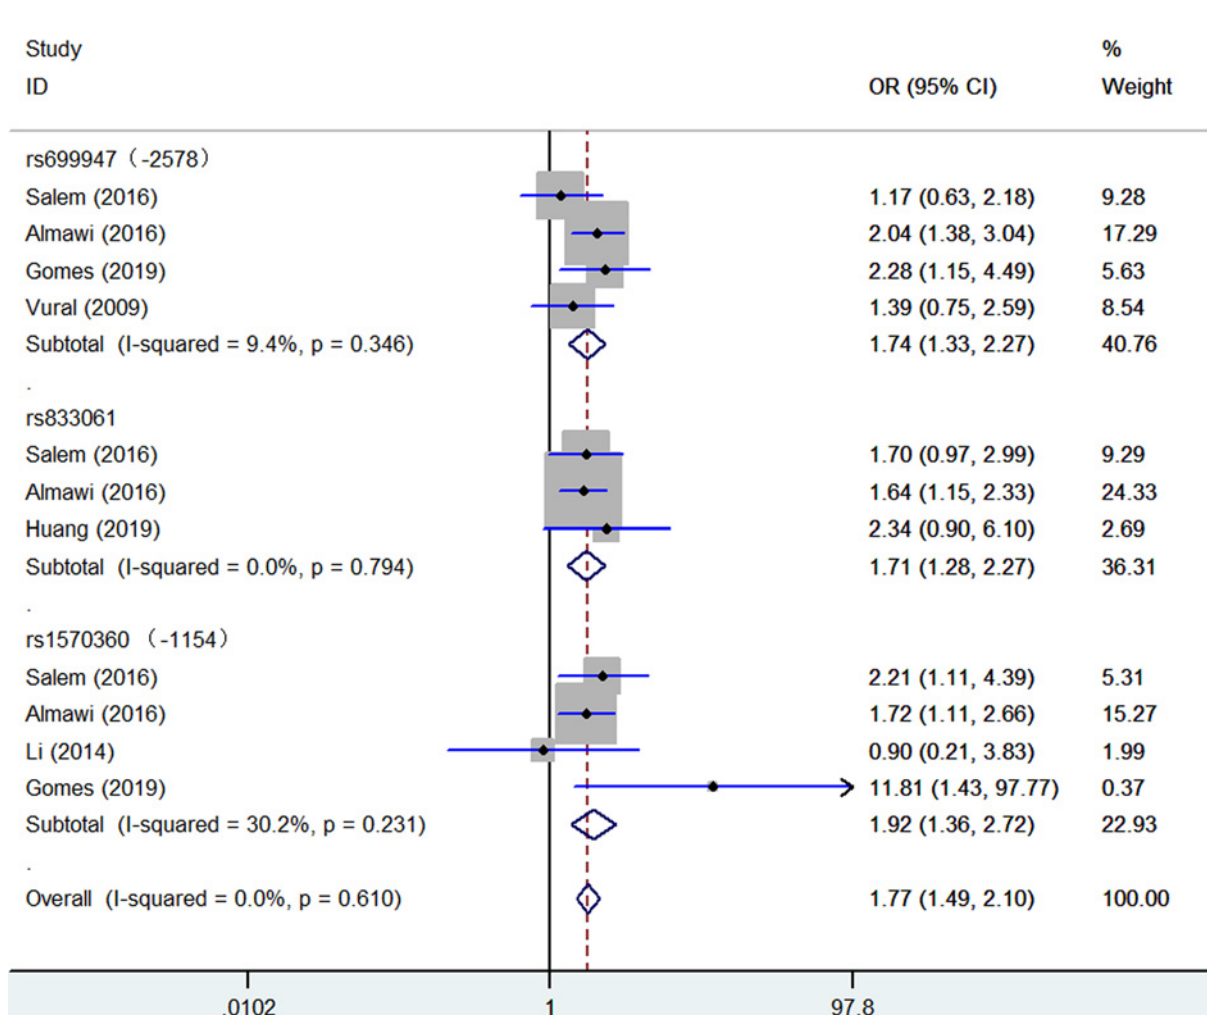 Study %
ID OR (95% CI) Weight
rs699947（-2578）
Salem (2016) 1.17 (0.63, 2.18) 9.28
Almawi (2016) 2.04 (1.38, 3.04) 17.29
Gomes (2019) 2.28 (1.15, 4.49) 5.63
Vural (2009) 1.39 (0.75, 2.59) 8.54
Subtotal (I-squared = 9.4%, p = 0.346) 1.74 (1.33, 2.27) 40.76
.
rs833061
Salem (2016) 1.70 (0.97, 2.99) 9.29
Almawi (2016) 1.64 (1.15, 2.33) 24.33
Huang (2019) 2.34 (0.90, 6.10) 2.69
Subtotal (I-squared = 0.0%, p = 0.794) 1.71 (1.28, 2.27) 36.31
.
rs1570360 （-1154）
Salem (2016) 2.21 (1.11, 4.39) 5.31
Almawi (2016) 1.72 (1.11, 2.66) 15.27
Li (2014) 0.90 (0.21, 3.83) 1.99
Gomes (2019) 11.81 (1.43, 97.77) 0.37
Subtotal (I-squared = 30.2%, p = 0.231) 1.92 (1.36, 2.72) 22.93
.
Overall (I-squared = 0.0%, p = 0.610) 1.77 (1.49, 2.10) 100.00
.0102 1 97.8